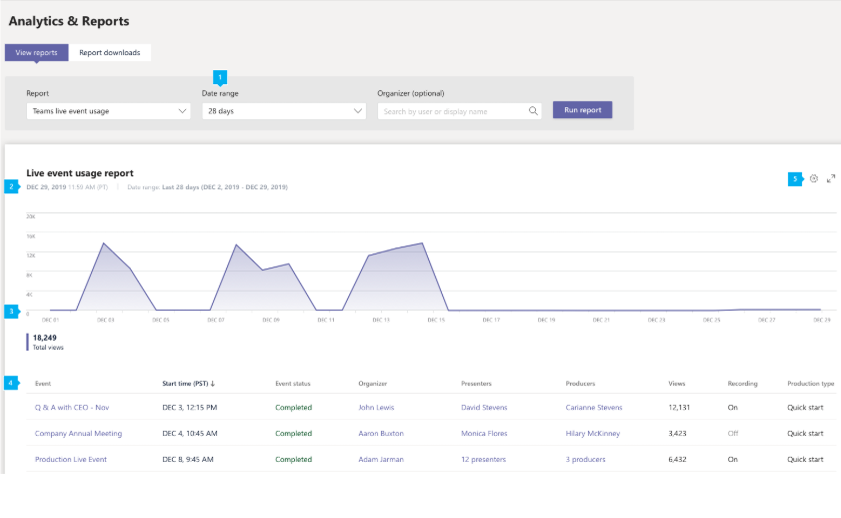 Analytics & Reports
View reports Report downloads
1
Report Date range Organizer (optional)
Teams live event usage 28 days Search by user or display name Run report
Live event usage report
2 DEC 29, 2019 11:59 AM (PT) | Date range: Last 28 days (DEC 2, 2019 - DEC 29, 2019)
5
20K
16K
12K
8K
4K
3 0
DEC 01 DEC 03 DEC 05 DEC 07 DEC 09 DEC 11 DEC 13 DEC 15 DEC 17 DEC 19 DEC 21 DEC 23 DEC 25 DEC 27 DEC 29
18,249
Total views
4 Event Start time (PST) ↓ Event status Organizer Presenters Producers Views Recording Production type
Q & A with CEO - Nov DEC 3, 12:15 PM Completed John Lewis David Stevens Carianne Stevens 12,131 On Quick start
Company Annual Meeting DEC 4, 10:45 AM Completed Aaron Buxton Monica Flores Hilary McKinney 3,423 Off Quick start
Production Live Event DEC 8, 9:45 AM Completed Adam Jarman 12 presenters 3 producers 6,432 On Quick start